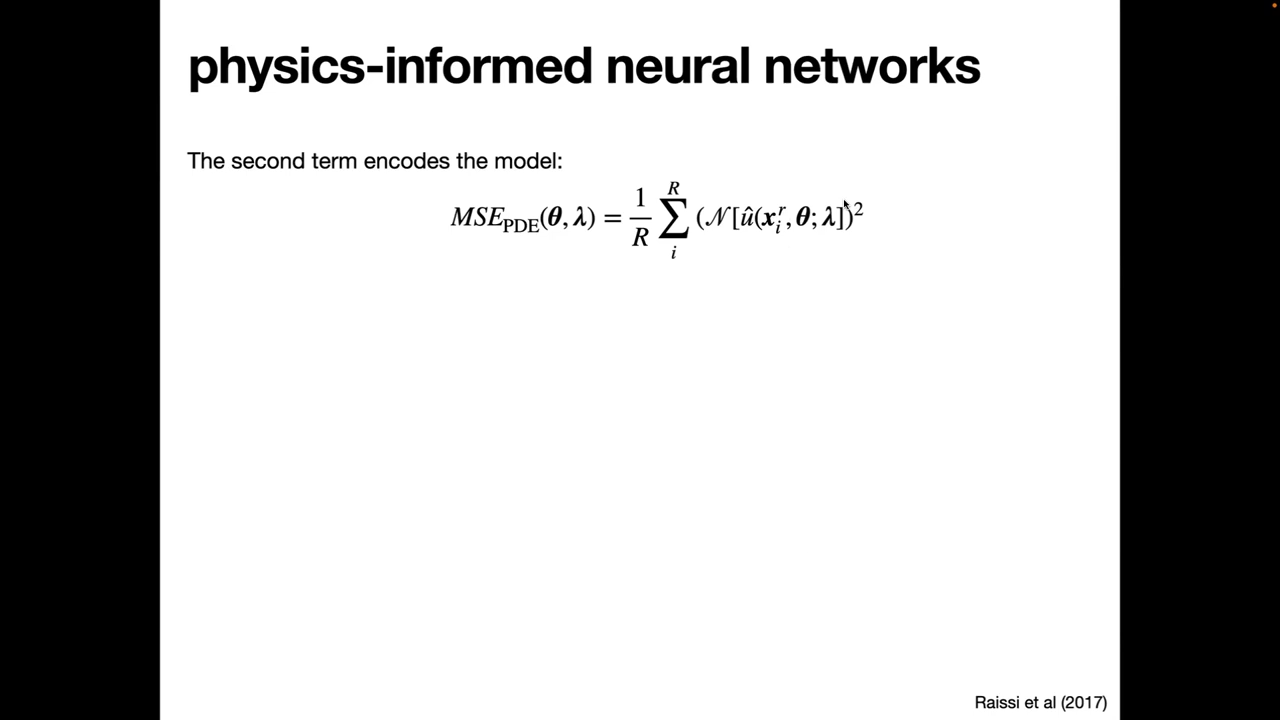 physics-informed neural networks
The second term encodes the model:
MSE_PDE(θ, λ) = 1/R ∑_i^R (𝒩[û(x_i^r, θ; λ])^2
Raissi et al (2017)